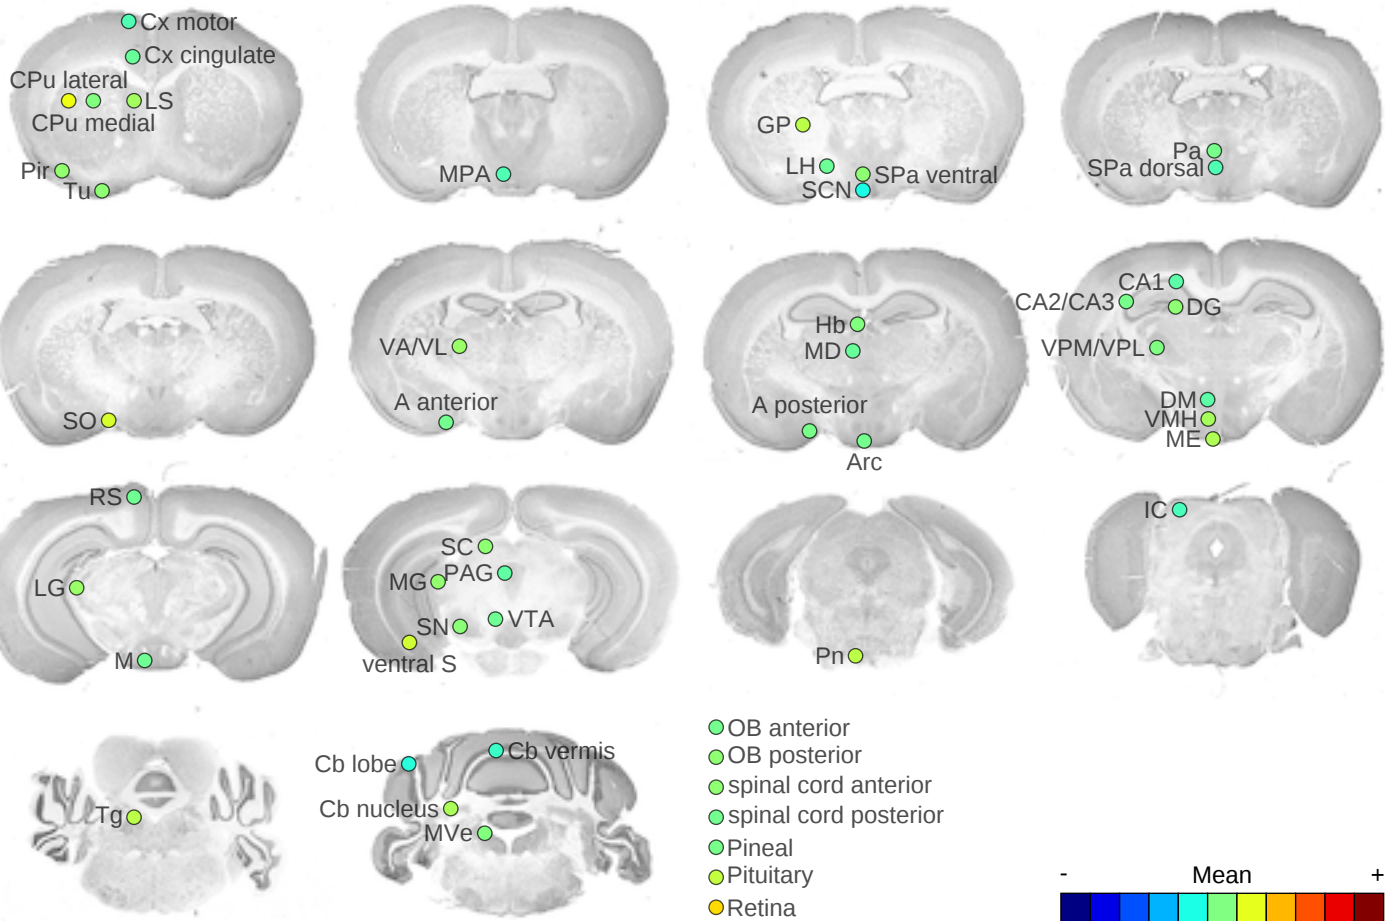 Cx motor
Cx cingulate
CPu lateral
LS
CPu medial
Pir
Tu
MPA
GP
LH
SPa ventral
SCN
Pa
SPa dorsal
SO
VA/VL
A anterior
Hb
MD
A posterior
Arc
CA1
CA2/CA3
DG
VPM/VPL
DM
VMH
ME
RS
LG
M
SC
MG
PAG
SN
VTA
ventral S
Pn
IC
Tg
Cb lobe
Cb vermis
Cb nucleus
MVe
OB anterior
OB posterior
spinal cord anterior
spinal cord posterior
Pineal
Pituitary
Retina
- Mean +